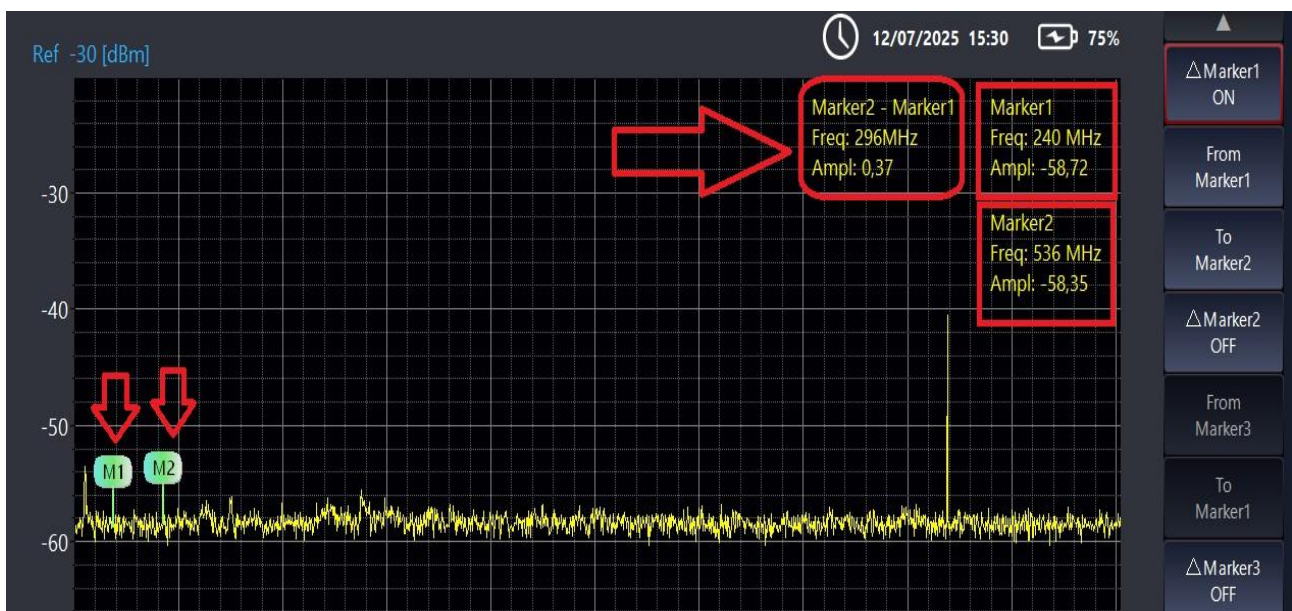 12/07/2025 15:30 75%
Ref -30 [dBm]
Marker2 - Marker1
Freq: 296MHz
Ampl: 0,37
Marker1
Freq: 240 MHz
Ampl: -58,72
Marker2
Freq: 536 MHz
Ampl: -58,35
-30
-40
-50
-60
M1 M2
△Marker1
ON
From
Marker1
To
Marker2
△Marker2
OFF
From
Marker3
To
Marker1
△Marker3
OFF